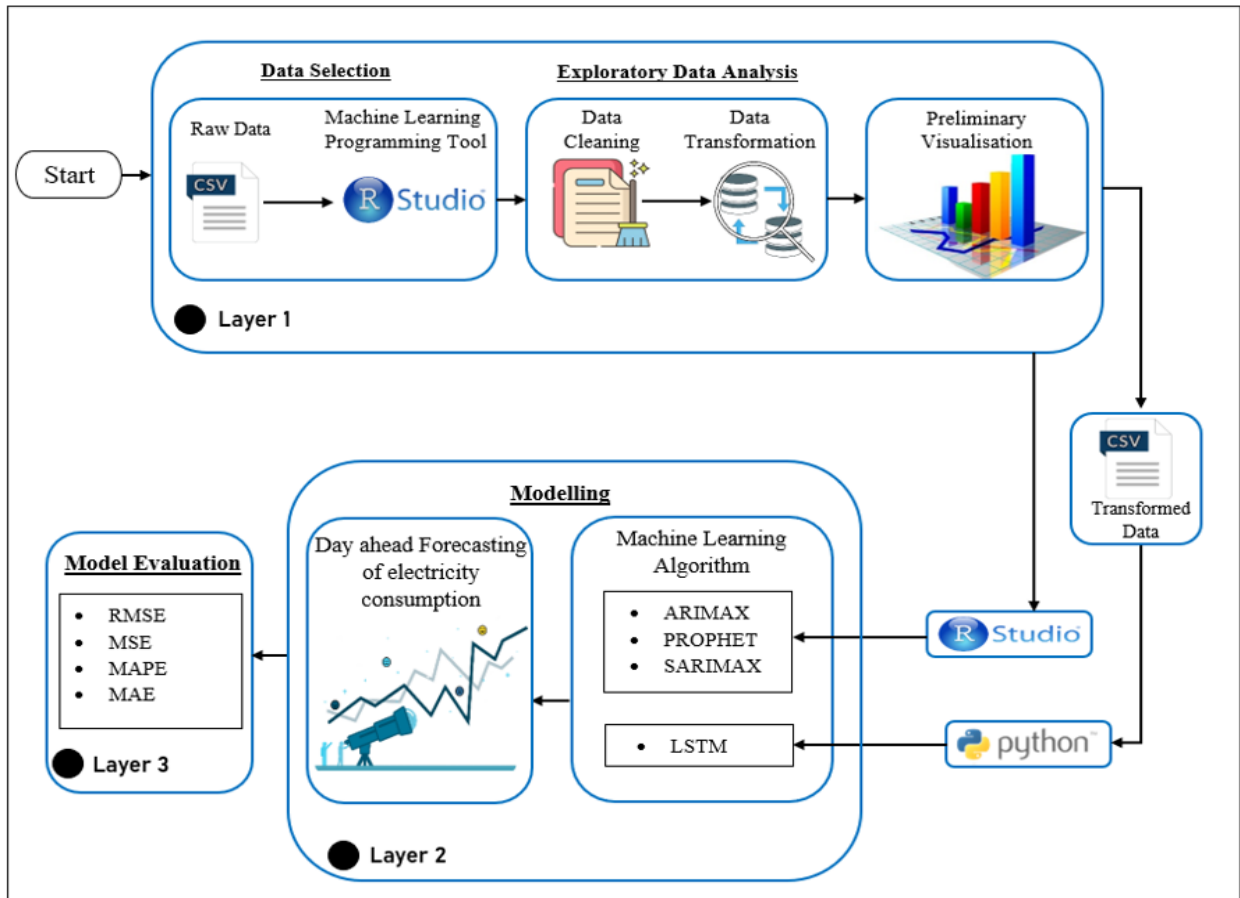 Data Selection
Exploratory Data Analysis
Start
Raw Data
Machine Learning
Programming Tool
CSV
R Studio
Data
Cleaning
Data
Transformation
Preliminary
Visualisation
Layer 1
CSV
Transformed
Data
R Studio
python
Modelling
Machine Learning
Algorithm
• ARIMAX
• PROPHET
• SARIMAX
• LSTM
Day ahead Forecasting
of electricity
consumption
Layer 2
Model Evaluation
• RMSE
• MSE
• MAPE
• MAE
Layer 3